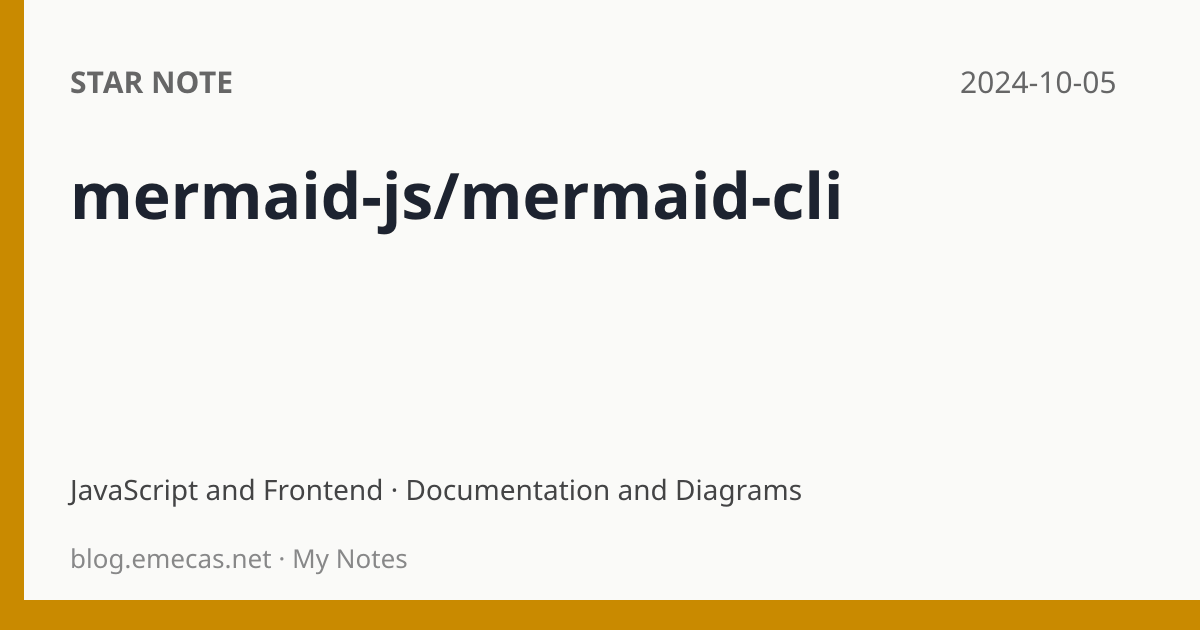 STAR NOTE
2024-10-05
mermaid-js/mermaid-cli
JavaScript and Frontend · Documentation and Diagrams
blog.emecas.net · My Notes